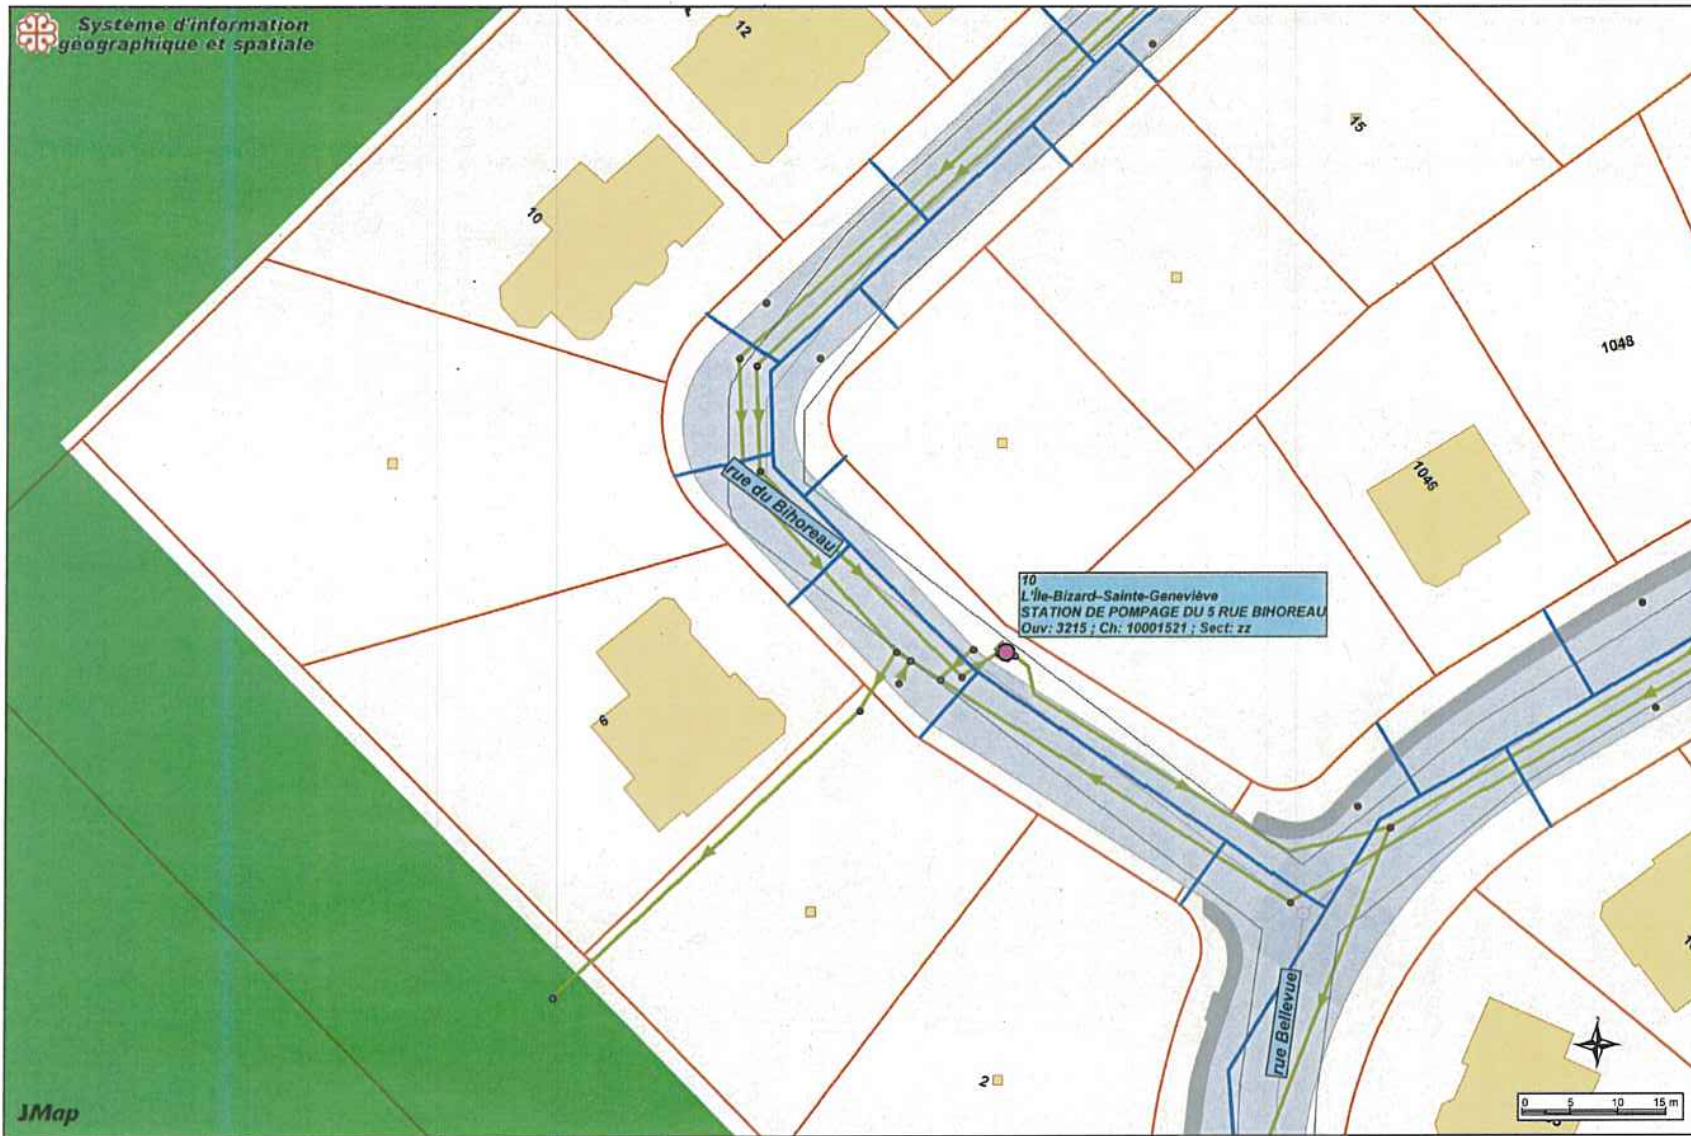 Système d'information
géographique et spatiale
12
15
10
1048
1046
rue du Bihoreau
10
L'Île-Bizard–Sainte-Geneviève
STATION DE POMPAGE DU 5 RUE BIHOREAU
Ouv: 3215 ; Ch: 10001521 ; Sect: zz
6
rue Bellevue
2
0 5 10 15 m
JMap